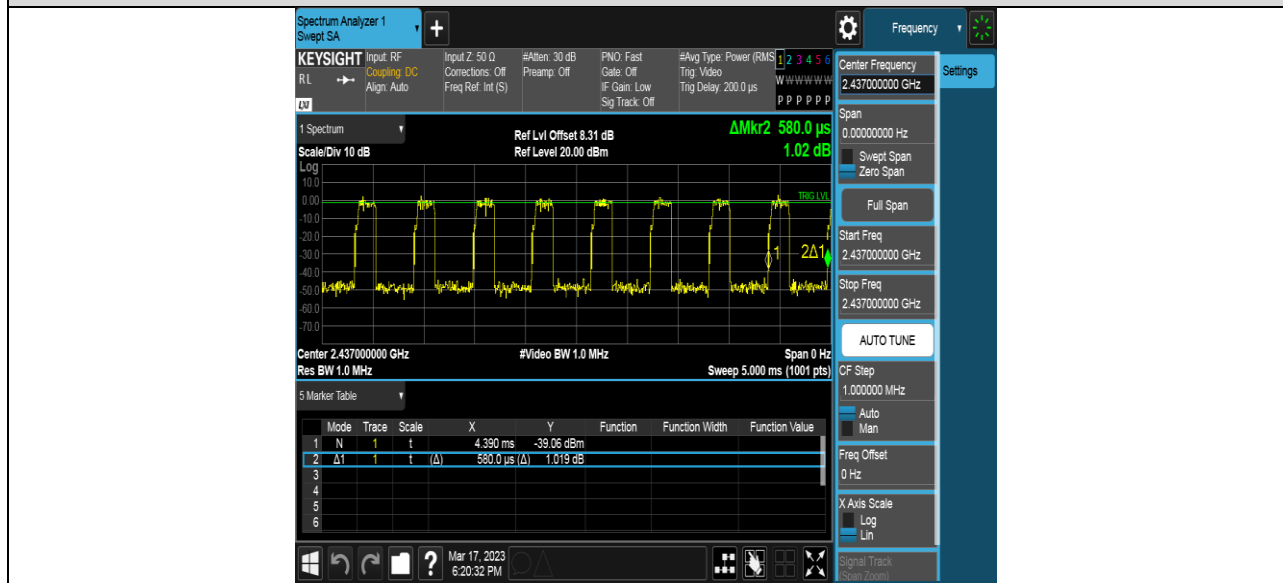 Spectrum Analyzer 1
Swept SA
+
Frequency
KEYSIGHT
RL
LXI
Input: RF
Coupling: DC
Align: Auto
Input Z: 50 Ω
Corrections: Off
Freq Ref: Int (S)
#Atten: 30 dB
Preamp: Off
PNO: Fast
Gate: Off
IF Gain: Low
Sig Track: Off
#Avg Type: Power (RMS
Trig: Video
Trig Delay: 200.0 µs
1 2 3 4 5 6
W W W W W W
P P P P P P
1 Spectrum
Scale/Div 10 dB
Ref Lvl Offset 8.31 dB
Ref Level 20.00 dBm
ΔMkr2 580.0 µs
1.02 dB
Log
10.0
0.00
-10.0
-20.0
-30.0
-40.0
-50.0
-60.0
-70.0
TRIG LVL
1
2Δ1
Center 2.437000000 GHz
#Video BW 1.0 MHz
Span 0 Hz
Res BW 1.0 MHz
Sweep 5.000 ms (1001 pts)
5 Marker Table
Mode Trace Scale X Y Function Function Width Function Value
1 N 1 t 4.390 ms -39.06 dBm
2 Δ1 1 t (Δ) 580.0 µs (Δ) 1.019 dB
3
4
5
6
?
Mar 17, 2023
6:20:32 PM
Center Frequency
2.437000000 GHz
Span
0.00000000 Hz
Swept Span
Zero Span
Full Span
Start Freq
2.437000000 GHz
Stop Freq
2.437000000 GHz
AUTO TUNE
CF Step
1.000000 MHz
Auto
Man
Freq Offset
0 Hz
X Axis Scale
Log
Lin
Signal Track
(Span Zoom)
Settings